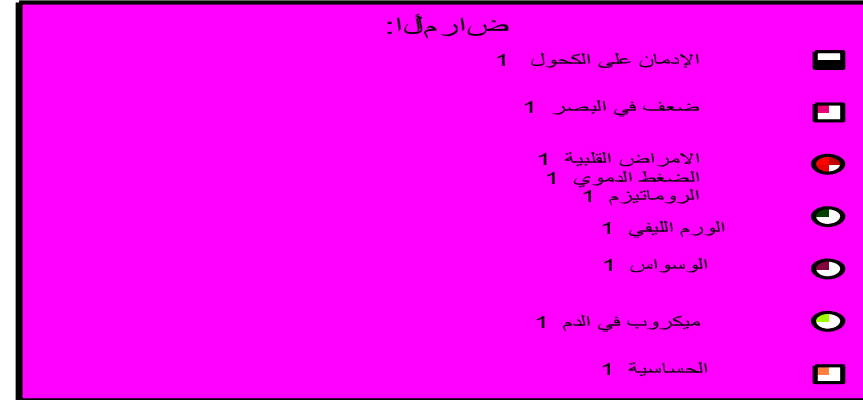 الأمراض:
الإدمان على الكحول 1
ضعف في البصر 1
الامراض القلبية 1
الضغط الدموي 1
الروماتيزم 1
الورم الليفي 1
الوسواس 1
ميكروب في الدم 1
الحساسية 1